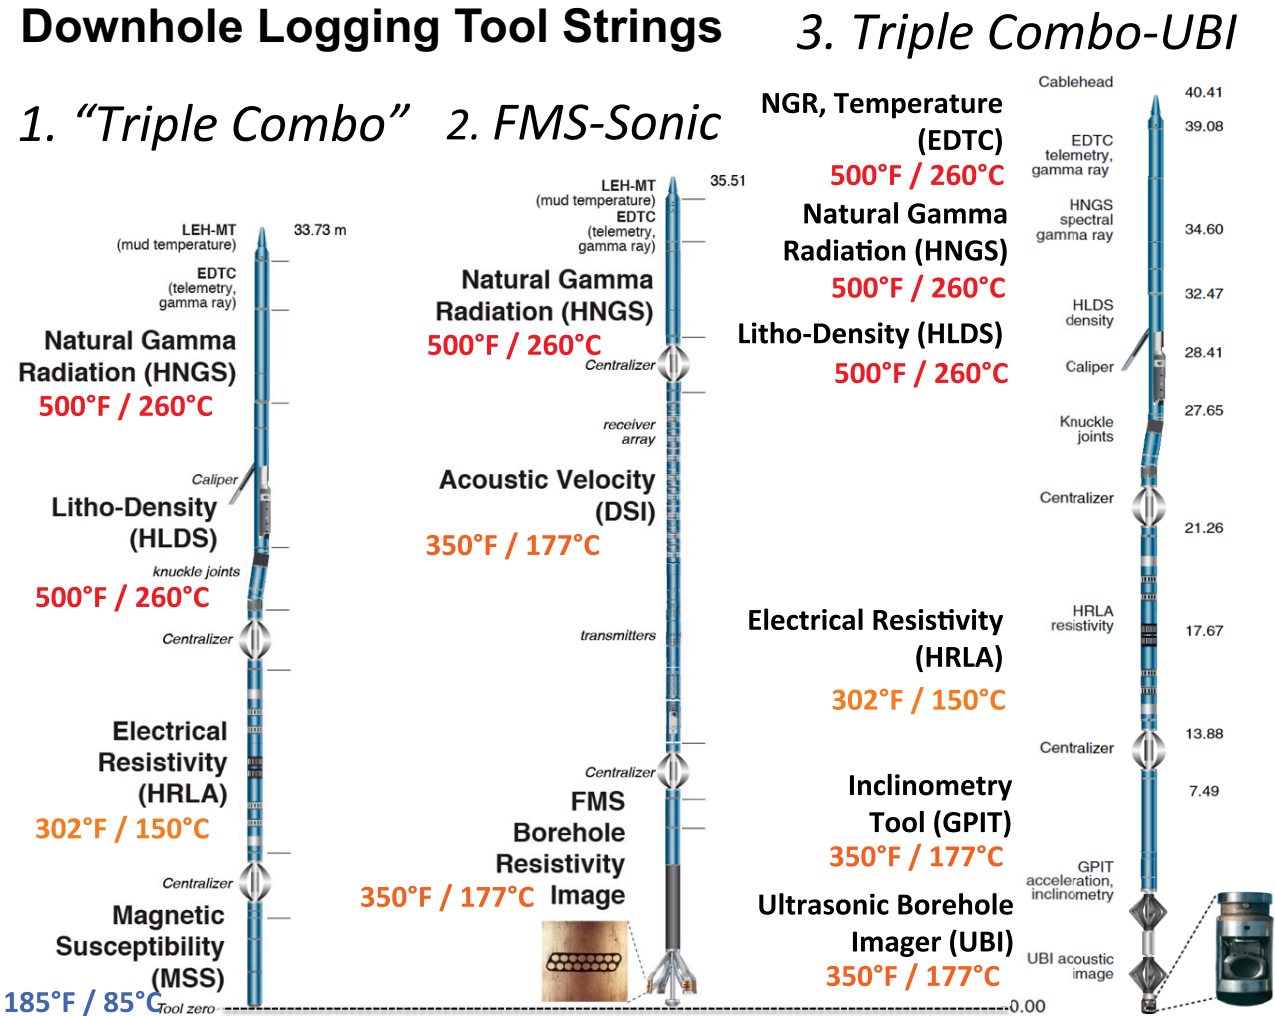 Downhole Logging Tool Strings
1. “Triple Combo”
LEH-MT
(mud temperature)
33.73 m
EDTC
(telemetry,
gamma ray)
Natural Gamma
Radiation (HNGS)
500°F / 260°C
Caliper
Litho-Density
(HLDS)
knuckle joints
500°F / 260°C
Centralizer
Electrical
Resistivity
(HRLA)
302°F / 150°C
Centralizer
Magnetic
Susceptibility
(MSS)
185°F / 85°C
Tool zero
2. FMS-Sonic
LEH-MT
(mud temperature)
35.51
EDTC
(telemetry,
gamma ray)
Natural Gamma
Radiation (HNGS)
500°F / 260°C
Centralizer
receiver
array
Acoustic Velocity
(DSI)
350°F / 177°C
transmitters
Centralizer
FMS
Borehole
Resistivity
350°F / 177°C Image
3. Triple Combo-UBI
Cablehead
40.41
NGR, Temperature
(EDTC)
500°F / 260°C
39.08
EDTC
telemetry,
gamma ray
Natural Gamma
Radiation (HNGS)
500°F / 260°C
HNGS
spectral
gamma ray
34.60
32.47
Litho-Density (HLDS)
500°F / 260°C
HLDS
density
28.41
Caliper
27.65
Knuckle
joints
Centralizer
21.26
Electrical Resistivity
(HRLA)
302°F / 150°C
HRLA
resistivity
17.67
13.88
Centralizer
7.49
Inclinometry
Tool (GPIT)
350°F / 177°C
GPIT
acceleration,
inclinometry
Ultrasonic Borehole
Imager (UBI)
350°F / 177°C
UBI acoustic
image
0.00